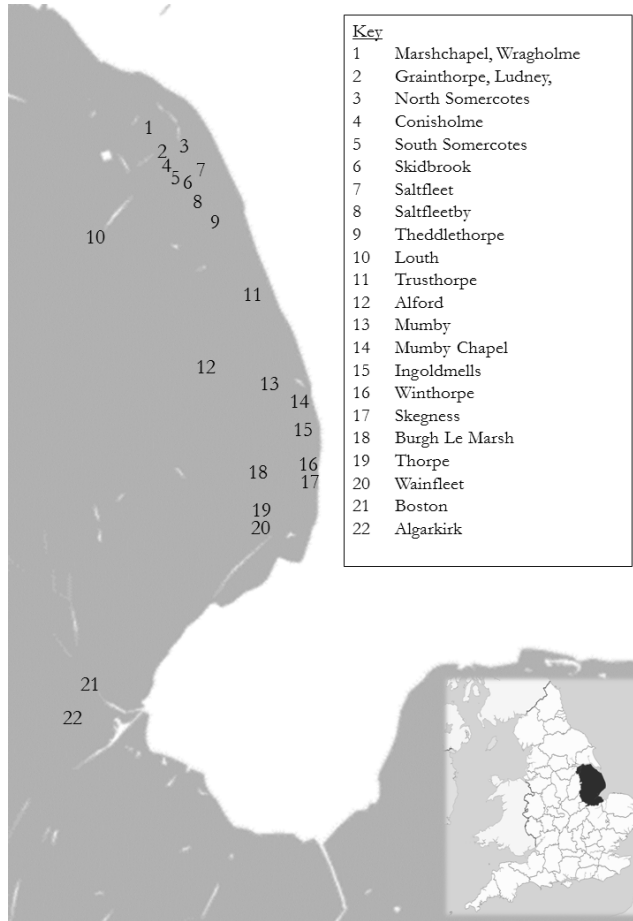 Key
1 Marshchapel, Wragholme
2 Grainthorpe, Ludney,
3 North Somercotes
4 Conisholme
5 South Somercotes
6 Skidbrook
7 Saltfleet
8 Saltfleetby
9 Theddlethorpe
10 Louth
11 Trusthorpe
12 Alford
13 Mumby
14 Mumby Chapel
15 Ingoldmells
16 Winthorpe
17 Skegness
18 Burgh Le Marsh
19 Thorpe
20 Wainfleet
21 Boston
22 Algarkirk
1
3
2
4
7
5
6
8
9
10
11
12
13
14
15
16
18
17
19
20
21
22